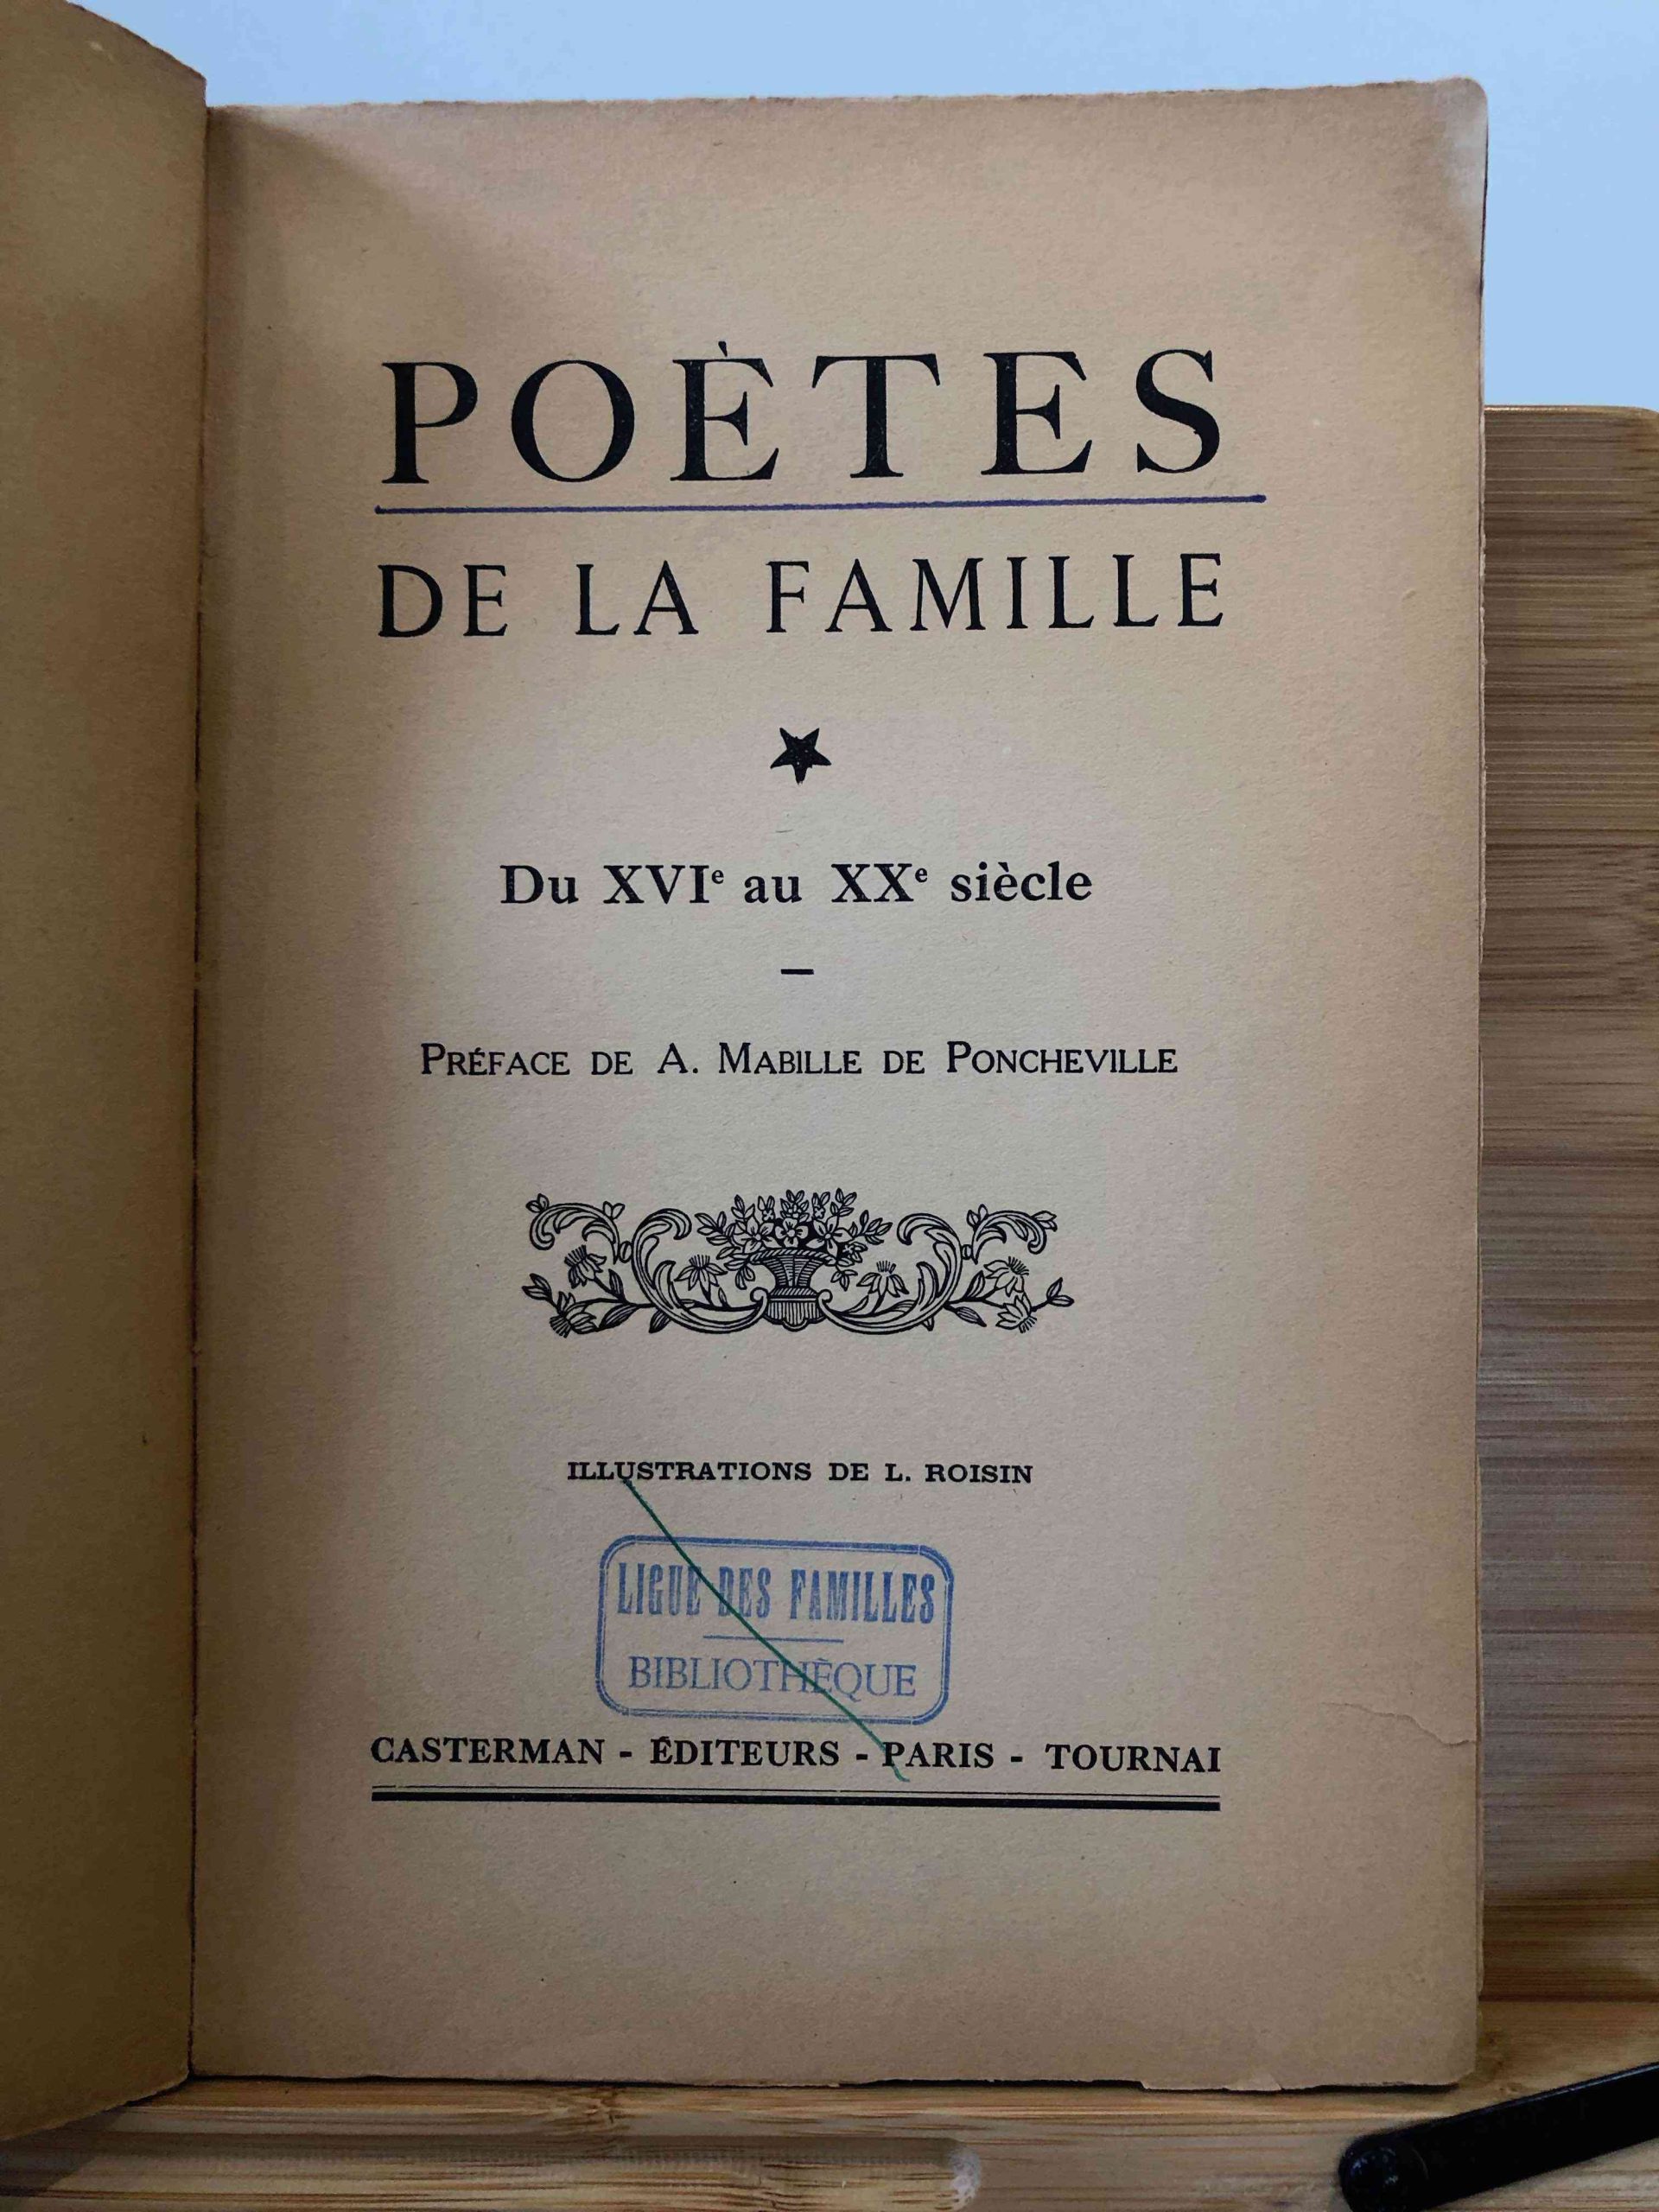 POÈTES
DE LA FAMILLE
Du XVIe au XXe siècle
PRÉFACE DE A. MABILLE DE PONCHEVILLE
ILLUSTRATIONS DE L. ROISIN
LIGUE DES FAMILLES
BIBLIOTHÈQUE
CASTERMAN - ÉDITEURS - PARIS - TOURNAI